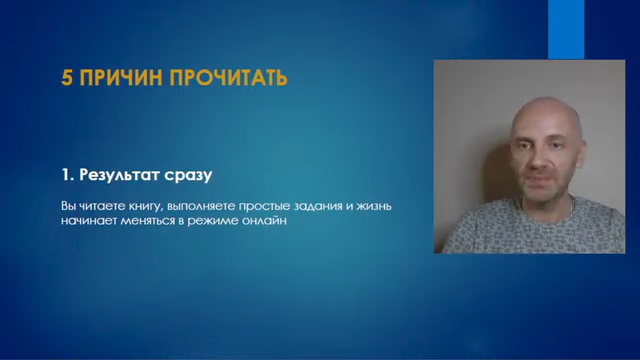 5 ПРИЧИН ПРОЧИТАТЬ
1. Результат сразу
Вы читаете книгу, выполняете простые задания и жизнь
начинает меняться в режиме онлайн